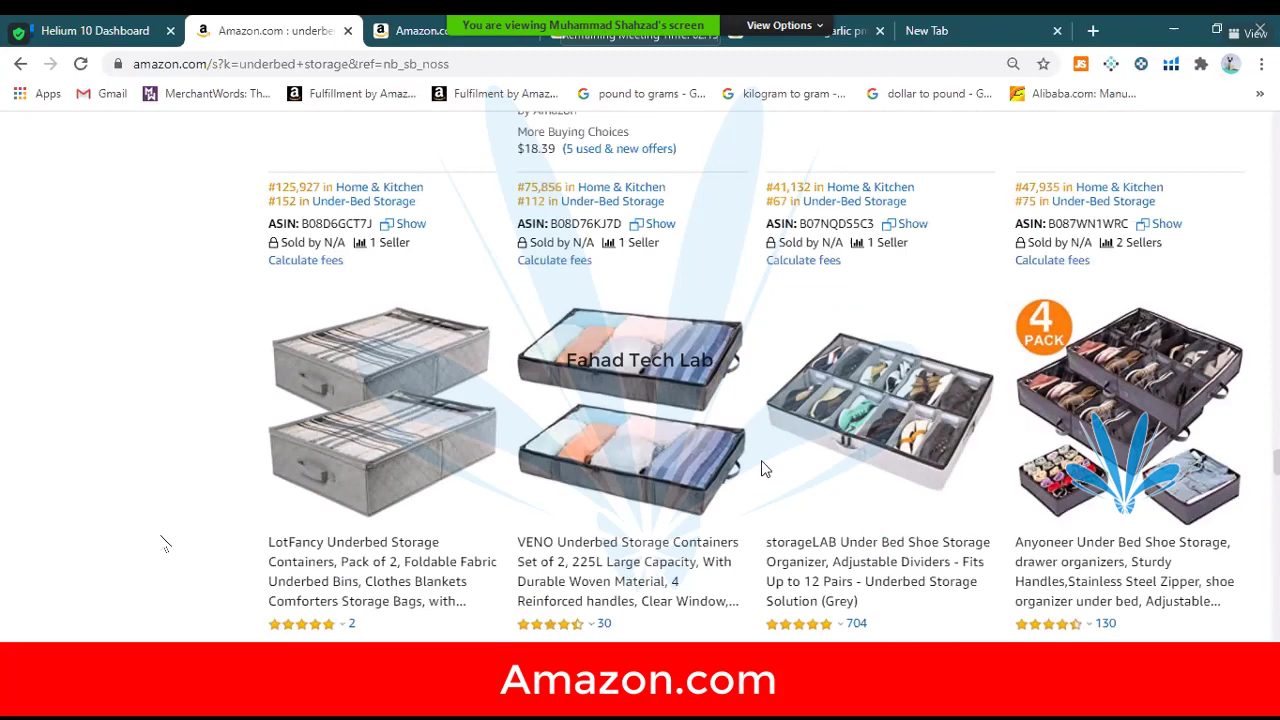 You are viewing Muhammad Shahzad's screen
View Options
Helium 10 Dashboard
Amazon.com : underbe
Amazon.co
Remaining Meeting Time: 02:15
arlic pro
New Tab
View
amazon.com/s?k=underbed+storage&ref=nb_sb_noss
Apps
Gmail
MerchantWords: Th...
Fulfillment by Amaz...
Fulfilment by Amaz...
pound to grams - G...
kilogram to gram -...
dollar to pound - G...
Alibaba.com: Manu...
»
by Amazon
More Buying Choices
$18.39 (5 used & new offers)
#125,927 in Home & Kitchen
#152 in Under-Bed Storage
ASIN: B08D6GCT7J Show
Sold by N/A 1 Seller
Calculate fees
#75,856 in Home & Kitchen
#112 in Under-Bed Storage
ASIN: B08D76KJ7D Show
Sold by N/A 1 Seller
Calculate fees
#41,132 in Home & Kitchen
#67 in Under-Bed Storage
ASIN: B07NQDS5C3 Show
Sold by N/A 1 Seller
Calculate fees
#47,935 in Home & Kitchen
#75 in Under-Bed Storage
ASIN: B087WN1WRC Show
Sold by N/A 2 Sellers
Calculate fees
Fahad Tech Lab
4
PACK
LotFancy Underbed Storage
Containers, Pack of 2, Foldable Fabric
Underbed Bins, Clothes Blankets
Comforters Storage Bags, with...
2
VENO Underbed Storage Containers
Set of 2, 225L Large Capacity, With
Durable Woven Material, 4
Reinforced handles, Clear Window,...
30
storageLAB Under Bed Shoe Storage
Organizer, Adjustable Dividers - Fits
Up to 12 Pairs - Underbed Storage
Solution (Grey)
704
Anyoneer Under Bed Shoe Storage,
drawer organizers, Sturdy
Handles,Stainless Steel Zipper, shoe
organizer under bed, Adjustable...
130
Amazon.com